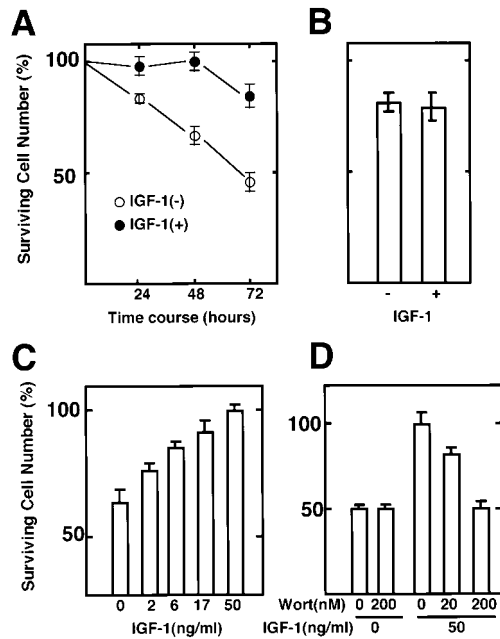 A
Surviving Cell Number (%)
100
50
IGF-1(-)
IGF-1(+)
24 48 72
Time course (hours)
B
- +
IGF-1
C
Surviving Cell Number (%)
100
50
0 2 6 17 50
IGF-1(ng/ml)
D
100
50
Wort(nM) 0 200 0 20 200
IGF-1(ng/ml) 0 50